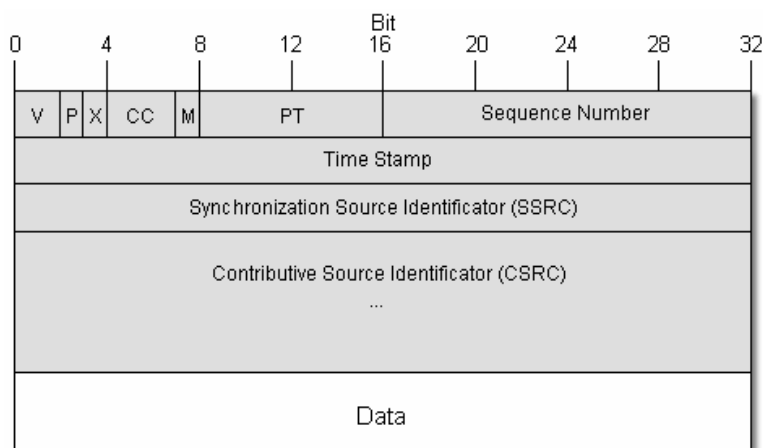 Bit
0 4 8 12 16 20 24 28 32
V P X CC M PT Sequence Number
Time Stamp
Synchronization Source Identificator (SSRC)
Contributive Source Identificator (CSRC)
...
Data